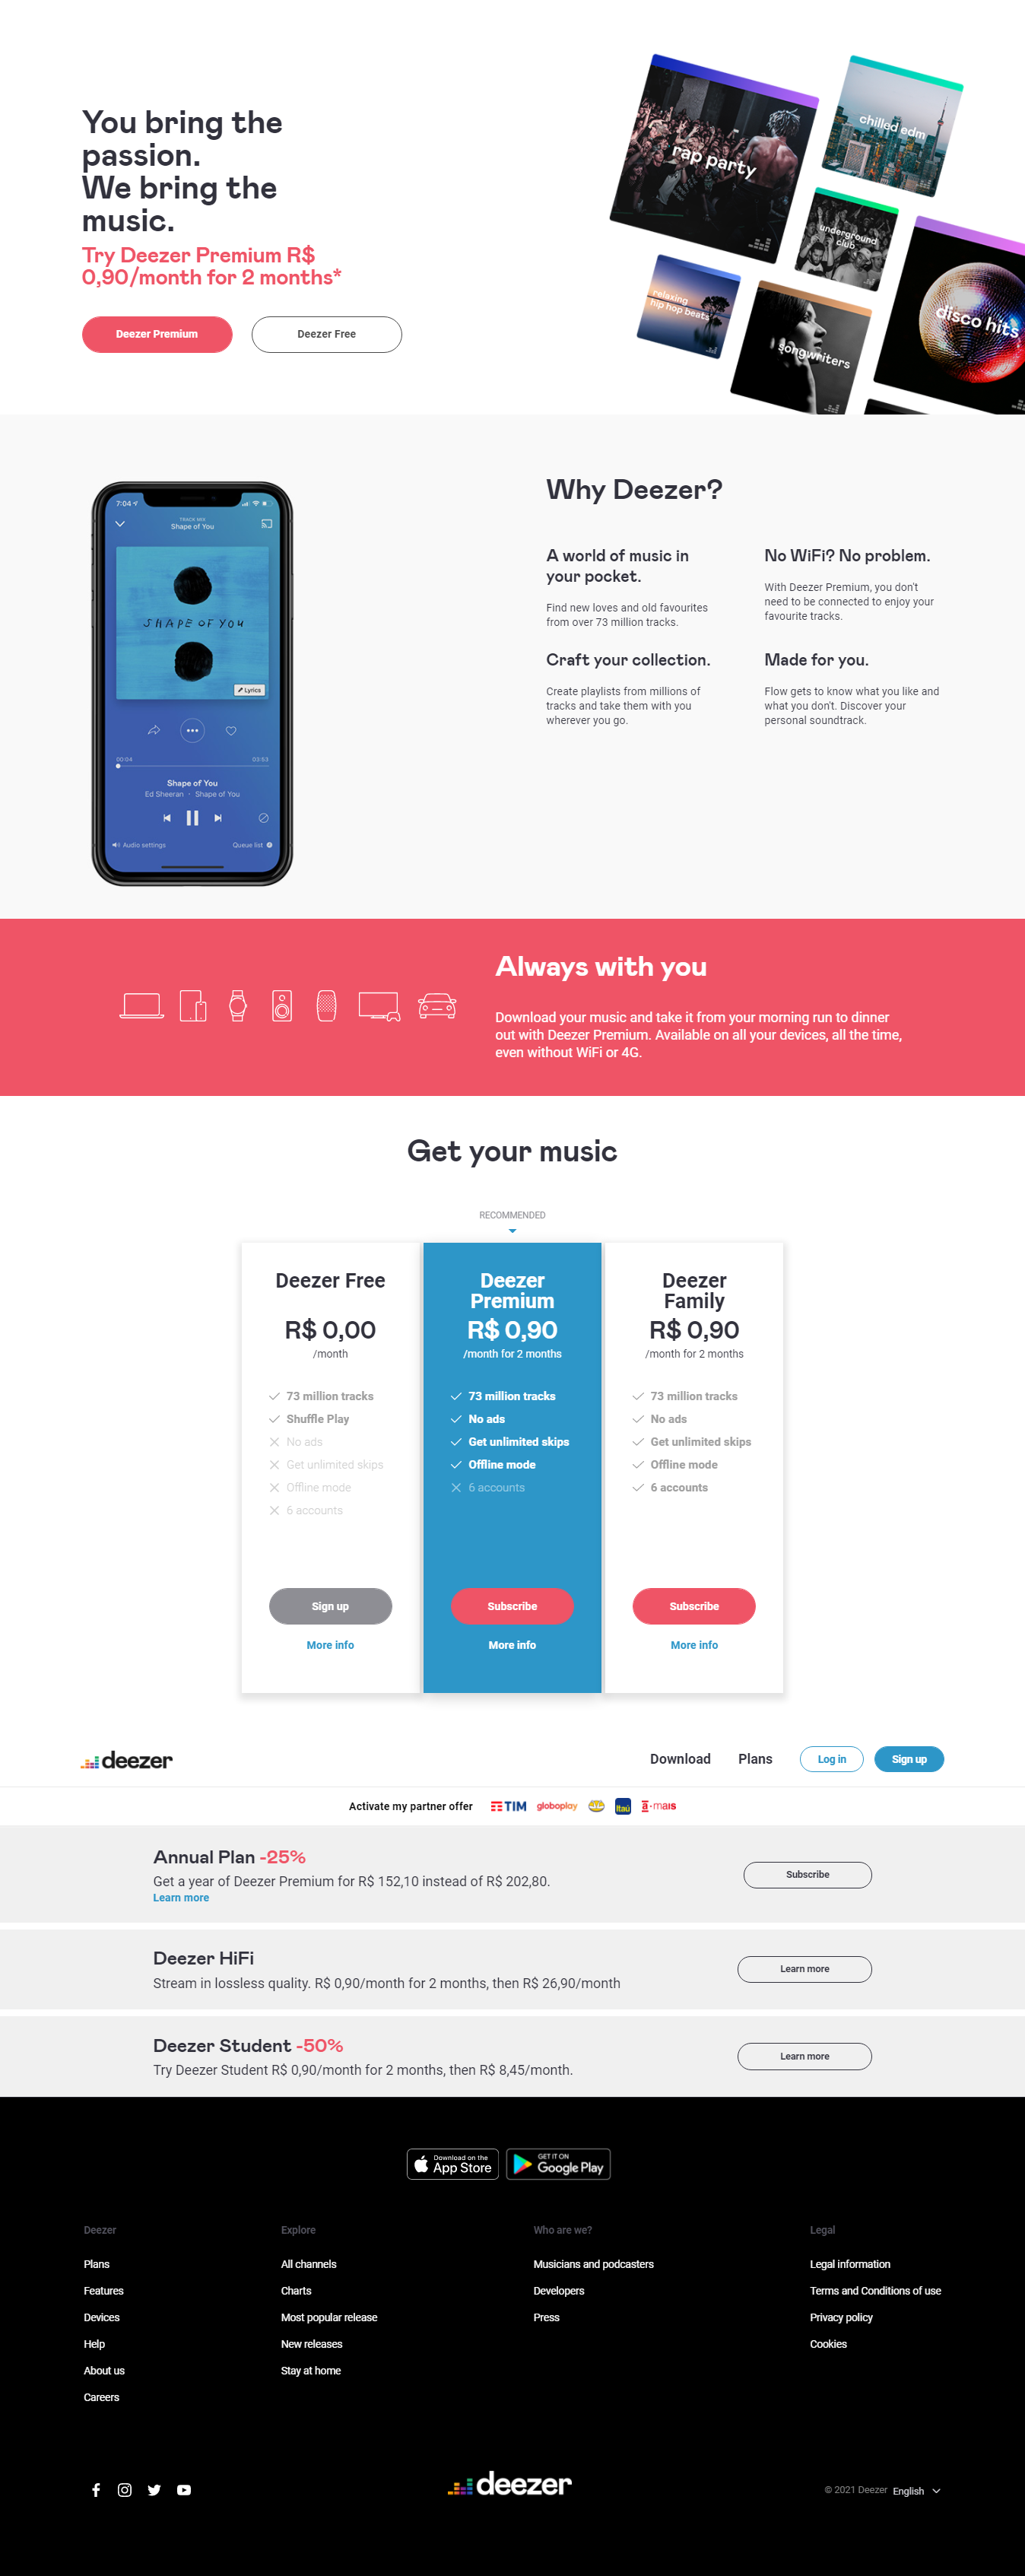 You bring the
passion.
We bring the
music.
Try Deezer Premium R$
0,90/month for 2 months*
Deezer Premium
Deezer Free
rap party
chilled edm
underground
club
relaxing
hip hop beats
songwriters
disco hits
7:04
TRACK MIX
Shape of You
SHAPE OF YOU
Lyrics
00:04
03:53
Shape of You
Ed Sheeran - Shape of You
Audio settings
Queue list
Why Deezer?
A world of music in
your pocket.
Find new loves and old favourites
from over 73 million tracks.
No WiFi? No problem.
With Deezer Premium, you don't
need to be connected to enjoy your
favourite tracks.
Craft your collection.
Create playlists from millions of
tracks and take them with you
wherever you go.
Made for you.
Flow gets to know what you like and
what you don't. Discover your
personal soundtrack.
Always with you
Download your music and take it from your morning run to dinner
out with Deezer Premium. Available on all your devices, all the time,
even without WiFi or 4G.
Get your music
RECOMMENDED
Deezer Free
R$ 0,00
/month
73 million tracks
Shuffle Play
No ads
Get unlimited skips
Offline mode
6 accounts
Sign up
More info
Deezer
Premium
R$ 0,90
/month for 2 months
73 million tracks
No ads
Get unlimited skips
Offline mode
6 accounts
Subscribe
More info
Deezer
Family
R$ 0,90
/month for 2 months
73 million tracks
No ads
Get unlimited skips
Offline mode
6 accounts
Subscribe
More info
deezer
Download
Plans
Log in
Sign up
Activate my partner offer
TIM
globoplay
Itaú
a+mais
Annual Plan -25%
Get a year of Deezer Premium for R$ 152,10 instead of R$ 202,80.
Learn more
Subscribe
Deezer HiFi
Stream in lossless quality. R$ 0,90/month for 2 months, then R$ 26,90/month
Learn more
Deezer Student -50%
Try Deezer Student R$ 0,90/month for 2 months, then R$ 8,45/month.
Learn more
Download on the
App Store
GET IT ON
Google Play
Deezer
Plans
Features
Devices
Help
About us
Careers
Explore
All channels
Charts
Most popular release
New releases
Stay at home
Who are we?
Musicians and podcasters
Developers
Press
Legal
Legal information
Terms and Conditions of use
Privacy policy
Cookies
deezer
© 2021 Deezer
English